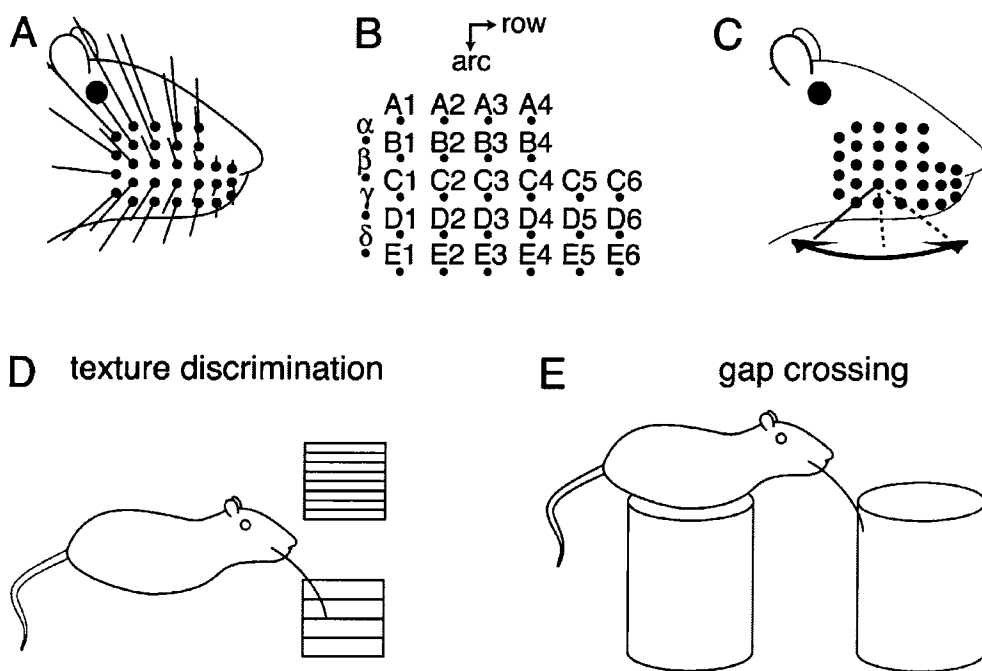 A
B
row
arc
A1 A2 A3 A4
α
B1 B2 B3 B4
β
C1 C2 C3 C4 C5 C6
γ
D1 D2 D3 D4 D5 D6
δ
E1 E2 E3 E4 E5 E6
C
D texture discrimination
E gap crossing